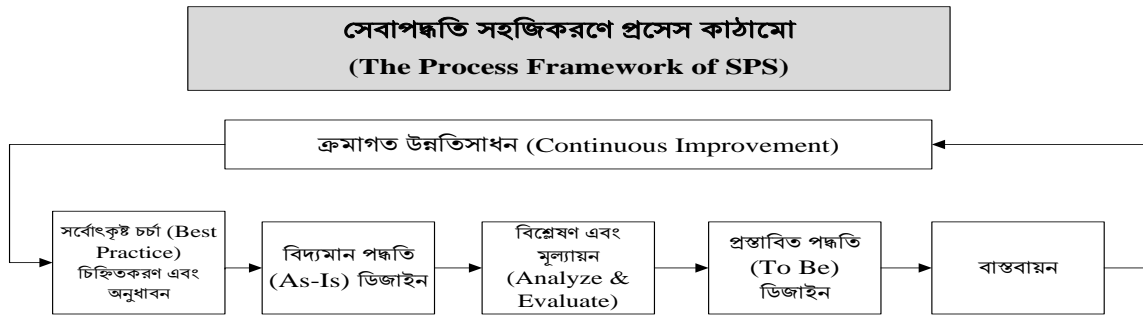 সেবাপদ্ধতি সহজিকরণে প্রসেস কাঠামো
(The Process Framework of SPS)
ক্রমাগত উন্নতিসাধন (Continuous Improvement)
সর্বোৎকৃষ্ট চর্চা (Best
Practice)
চিহ্নিতকরণ এবং
অনুধাবন
বিদ্যমান পদ্ধতি
(As-Is) ডিজাইন
বিশ্লেষণ এবং
মূল্যায়ন
(Analyze &
Evaluate)
প্রস্তাবিত পদ্ধতি
(To Be)
ডিজাইন
বাস্তবায়ন